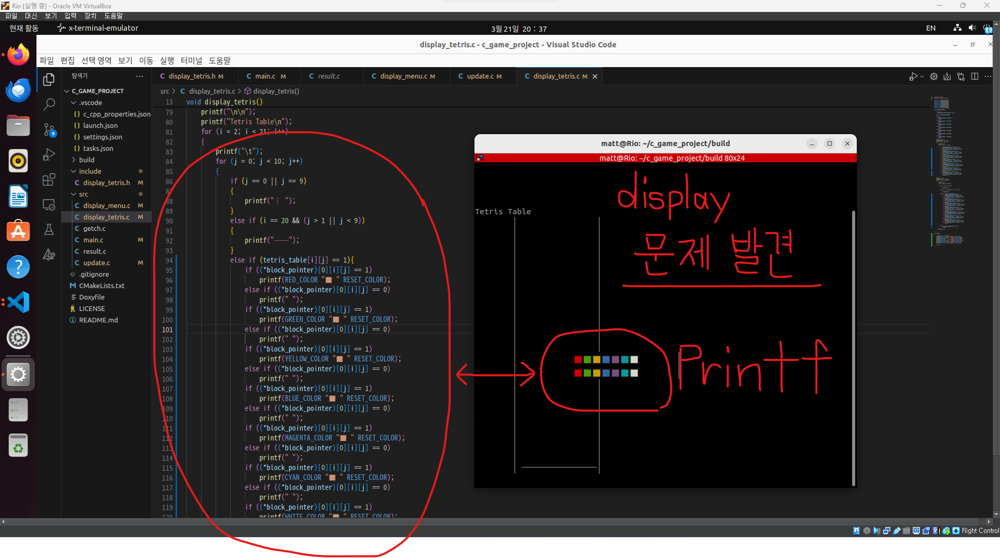 Rio [실행 중] - Oracle VM VirtualBox
파일 머신 보기 입력 장치 도움말
현재 활동 x-terminal-emulator 3월 21일 20 : 37 EN
display_tetris.c - c_game_project - Visual Studio Code
파일 편집 선택 영역 보기 이동 실행 터미널 도움말
탐색기 ···
C_GAME_PROJECT
.vscode
{} c_cpp_properties.json
{} launch.json
{} settings.json
{} tasks.json
build
include
C display_tetris.h M
src
C display_menu.c M
C display_tetris.c M
C getch.c
C main.c M
C result.c
C update.c M
.gitignore
M CMakeLists.txt
Doxyfile
LICENSE
README.md
9
C display_tetris.h M C main.c M C result.c C display_menu.c M C update.c M C display_tetris.c M
src > C display_tetris.c > display_tetris()
13 void display_tetris()
79 printf("\n\n");
80 printf("Tetris Table\n");
81 for (i = 2; i < 21; i++)
82 {
83 printf("\t");
84 for (j = 0; j < 10; j++)
85 {
86 if (j == 0 || j == 9)
87 {
88 printf("│ ");
89 }
90 else if (i == 20 && (j > 1 || j < 9))
91 {
92 printf("──");
93 }
94 else if (tetris_table[i][j] == 1){
95 if ((*block_pointer)[0][i][j] == 1)
96 printf(RED_COLOR "■ " RESET_COLOR);
97 else if ((*block_pointer)[0][i][j] == 0)
98 printf(" ");
99 if ((*block_pointer)[0][i][j] == 1)
100 printf(GREEN_COLOR "■ " RESET_COLOR);
101 else if ((*block_pointer)[0][i][j] == 0)
102 printf(" ");
103 if ((*block_pointer)[0][i][j] == 1)
104 printf(YELLOW_COLOR "■ " RESET_COLOR);
105 else if ((*block_pointer)[0][i][j] == 0)
106 printf(" ");
107 if ((*block_pointer)[0][i][j] == 1)
108 printf(BLUE_COLOR "■ " RESET_COLOR);
109 else if ((*block_pointer)[0][i][j] == 0)
110 printf(" ");
111 if ((*block_pointer)[0][i][j] == 1)
112 printf(MAGENTA_COLOR "■ " RESET_COLOR);
113 else if ((*block_pointer)[0][i][j] == 0)
114 printf(" ");
115 if ((*block_pointer)[0][i][j] == 1)
116 printf(CYAN_COLOR "■ " RESET_COLOR);
117 else if ((*block_pointer)[0][i][j] == 0)
118 printf(" ");
119 if ((*block_pointer)[0][i][j] == 1)
120 printf(WHITE_COLOR "■ " RESET_COLOR);
matt@Rio: ~/c_game_project/build
matt@Rio: ~/c_game_project/build 80x24
Tetris Table
display
문제 발견
Printf
Right Control